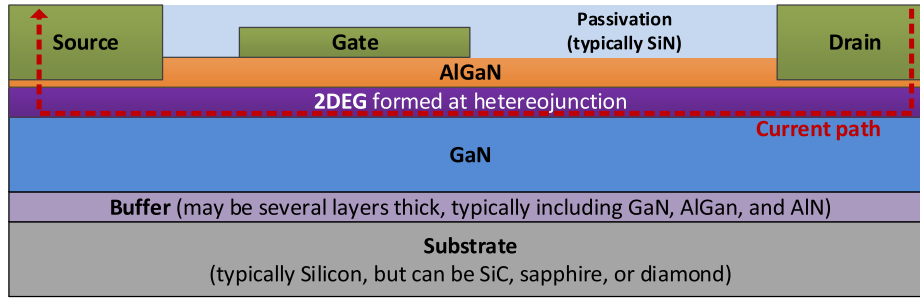 Source
Gate
Passivation
(typically SiN)
Drain
AlGaN
2DEG formed at hetereojunction
Current path
GaN
Buffer (may be several layers thick, typically including GaN, AlGan, and AlN)
Substrate
(typically Silicon, but can be SiC, sapphire, or diamond)